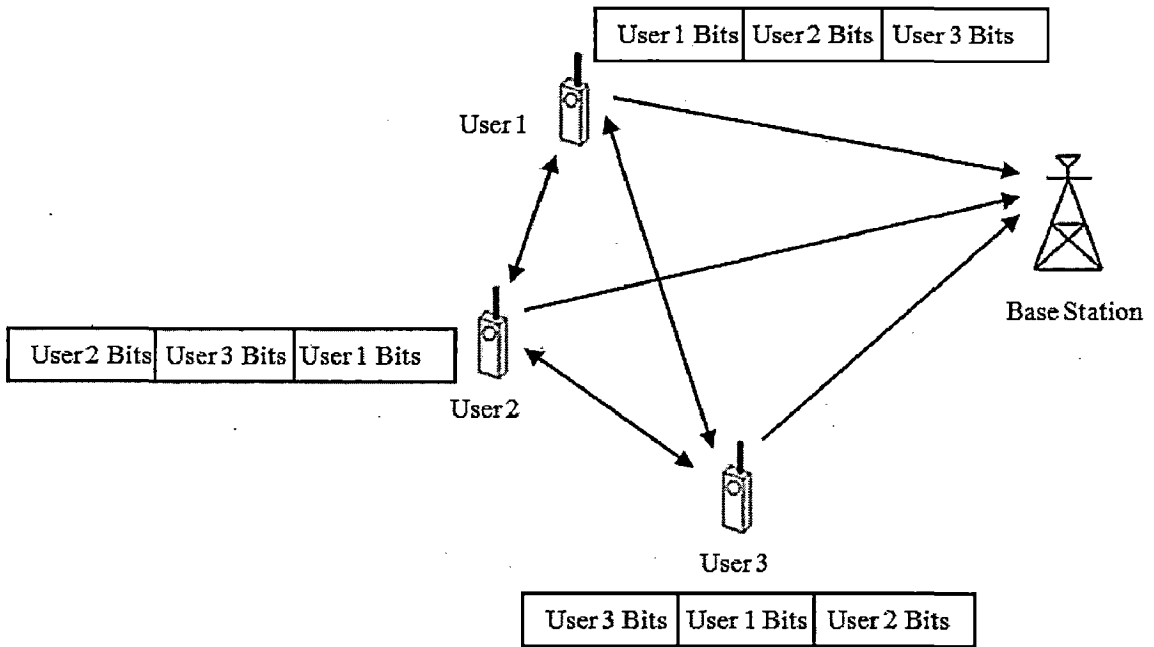 User 1 Bits User 2 Bits User 3 Bits
User 1
Base Station
User 2 Bits User 3 Bits User 1 Bits
User 2
User 3
User 3 Bits User 1 Bits User 2 Bits